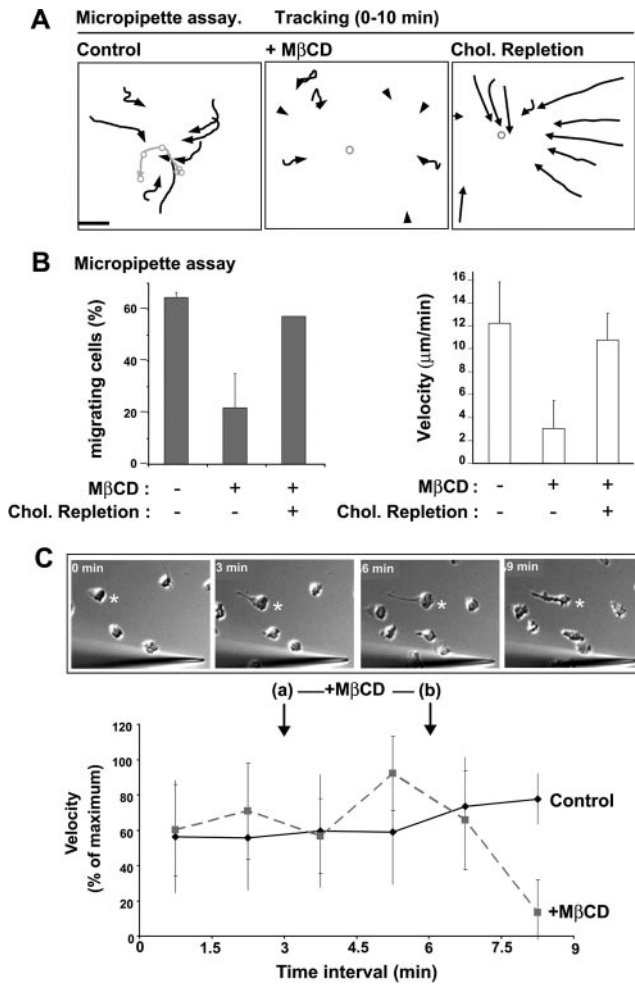 A Micropipette assay. Tracking (0-10 min)
Control + MβCD Chol. Repletion
B Micropipette assay
migrating cells (%)
60
40
20
0
Velocity (μm/min)
16
14
12
10
8
6
4
2
0
MβCD : - + +
Chol. Repletion : - - +
MβCD : - + +
Chol. Repletion : - - +
C
0 min 3 min 6 min 9 min
*
*
*
*
(a) +MβCD (b)
Velocity
(% of maximum)
120
100
80
60
40
20
0
Control
+MβCD
0 1.5 3 4.5 6 7.5 9
Time interval (min)